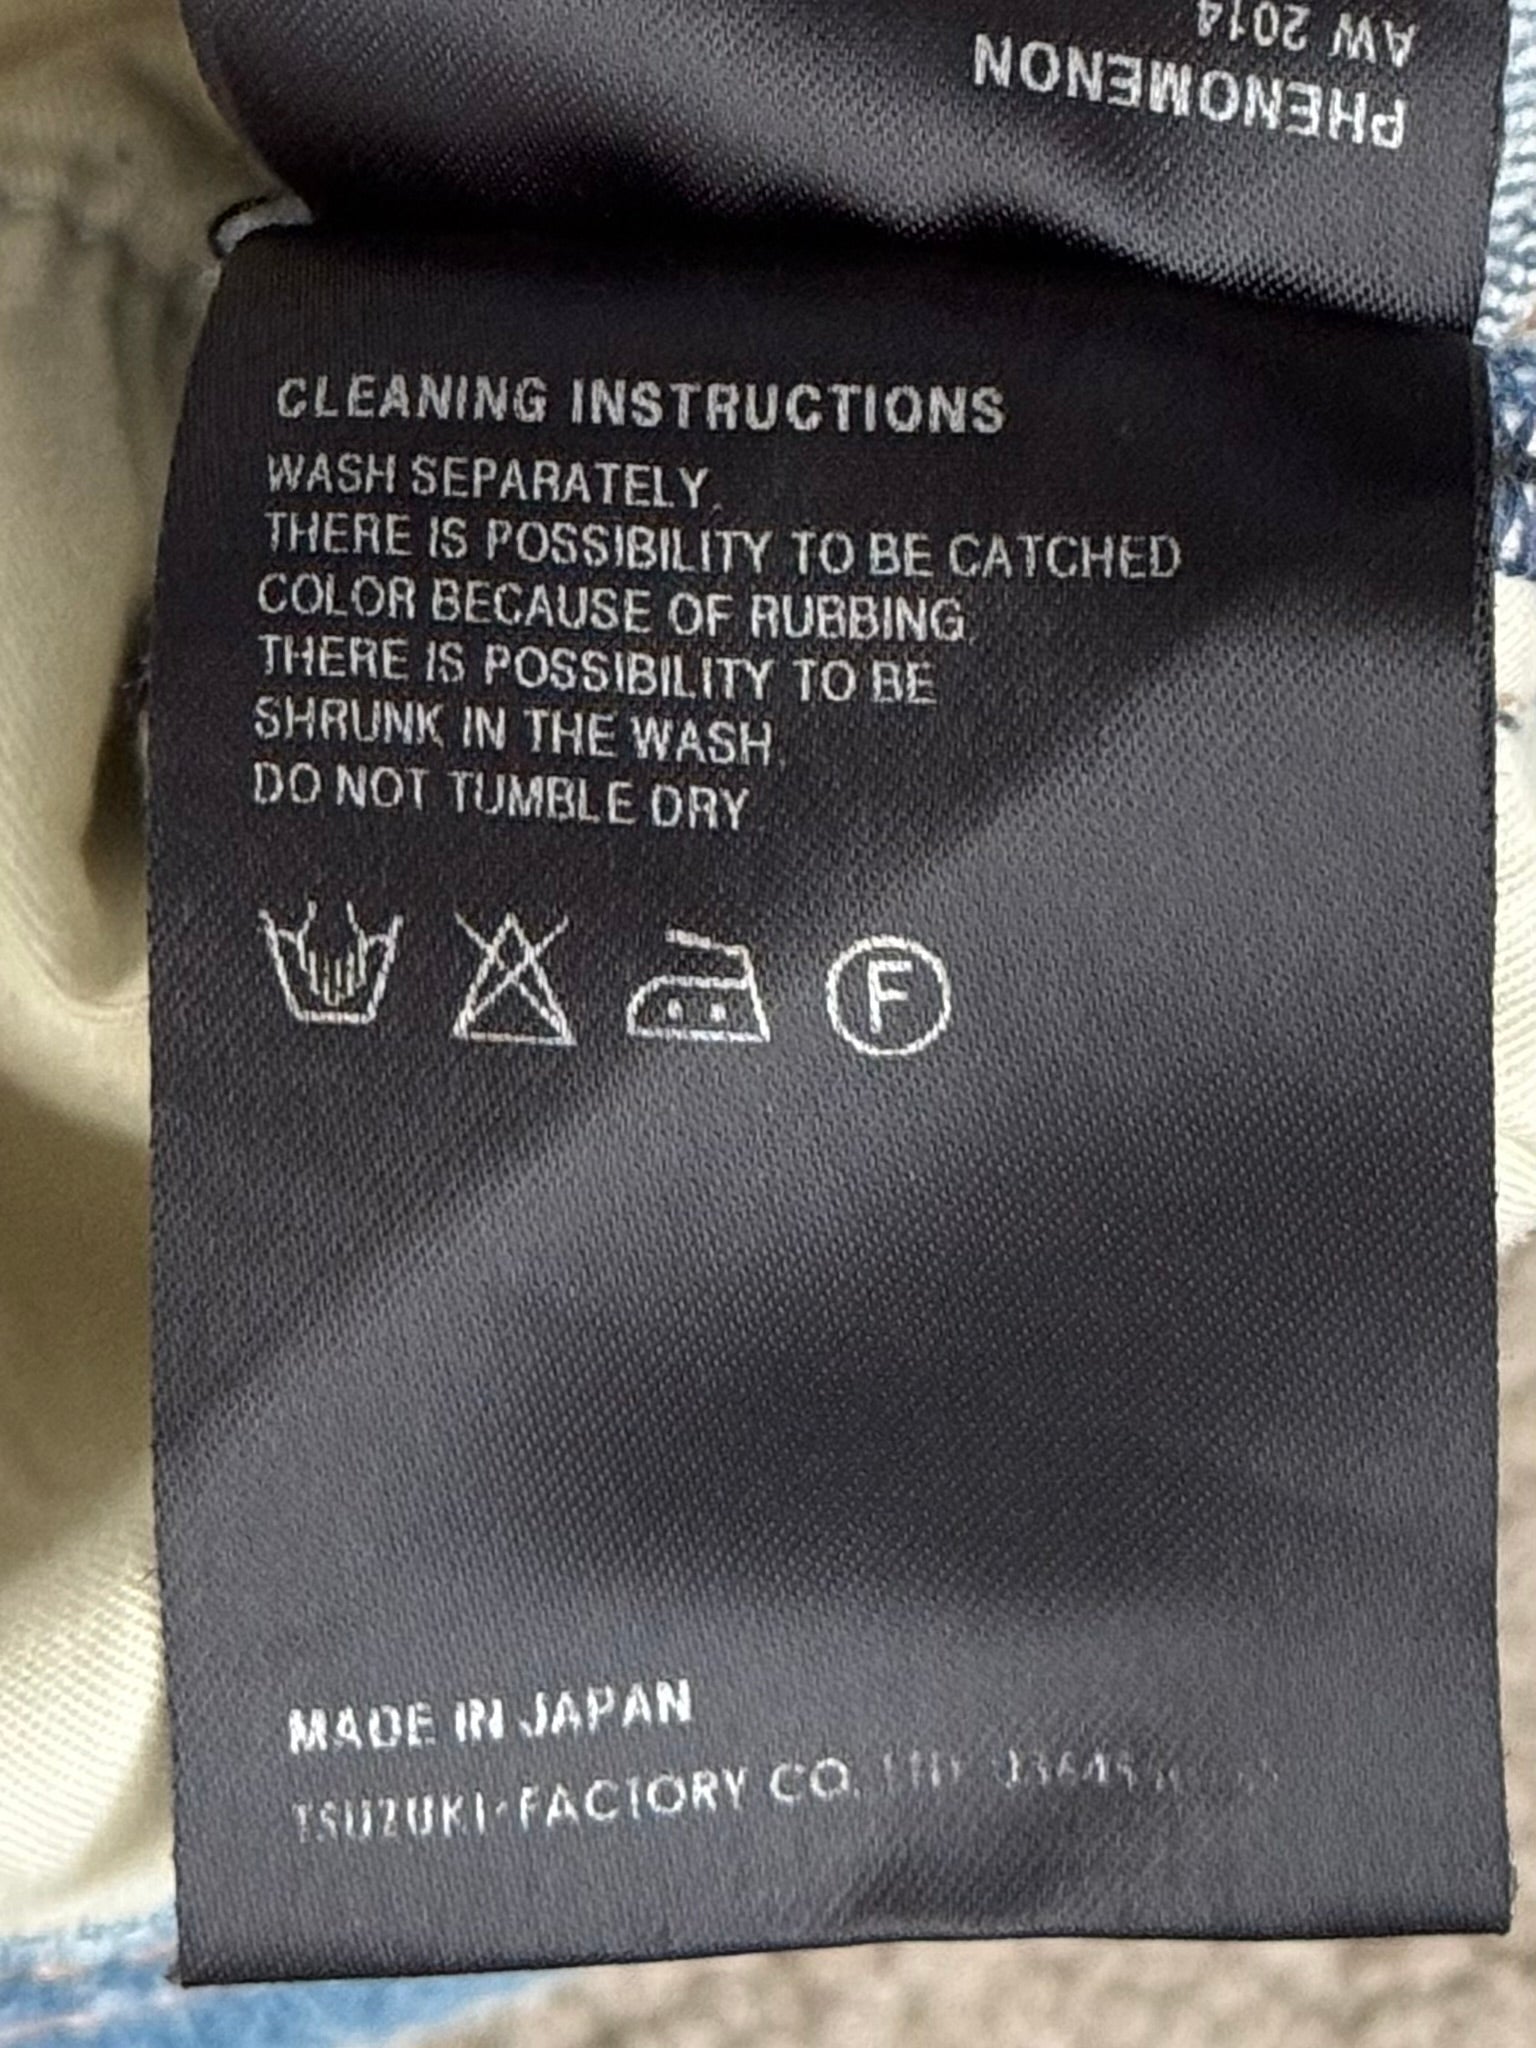 PHENOMENON
AW 2014
CLEANING INSTRUCTIONS
WASH SEPARATELY.
THERE IS POSSIBILITY TO BE CATCHED
COLOR BECAUSE OF RUBBING.
THERE IS POSSIBILITY TO BE
SHRUNK IN THE WASH.
DO NOT TUMBLE DRY
F
MADE IN JAPAN
TSUZUKI-FACTORY CO.